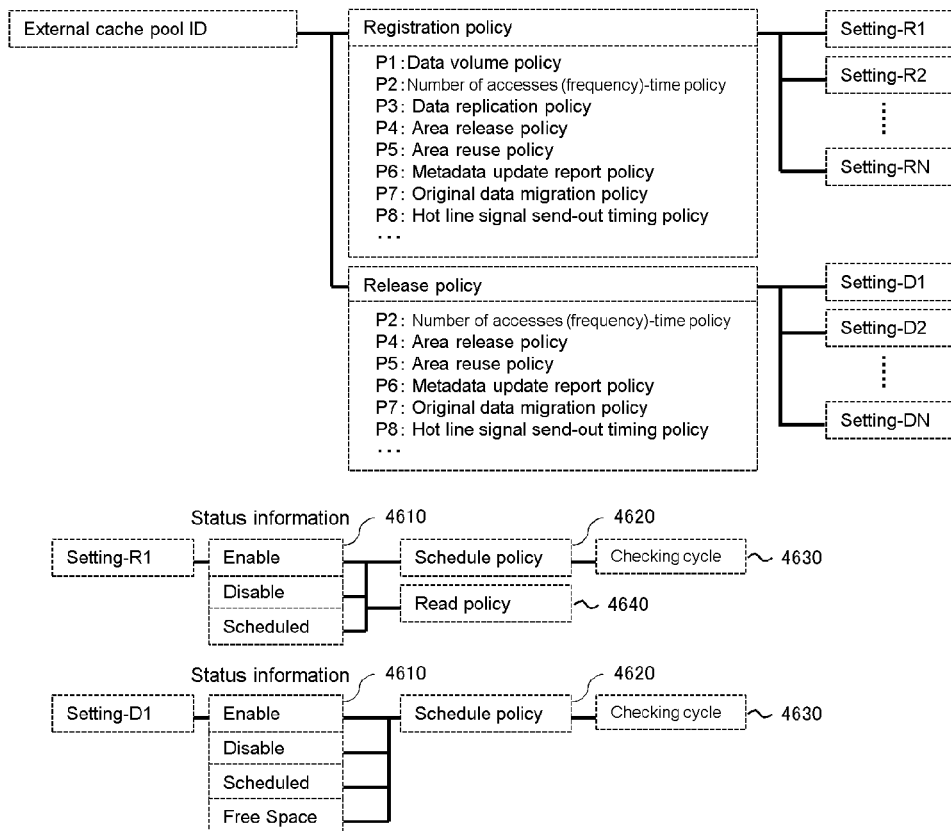 External cache pool ID
Registration policy
P1: Data volume policy
P2: Number of accesses (frequency)-time policy
P3: Data replication policy
P4: Area release policy
P5: Area reuse policy
P6: Metadata update report policy
P7: Original data migration policy
P8: Hot line signal send-out timing policy
...
Setting-R1
Setting-R2
Setting-RN
Release policy
P2: Number of accesses (frequency)-time policy
P4: Area release policy
P5: Area reuse policy
P6: Metadata update report policy
P7: Original data migration policy
P8: Hot line signal send-out timing policy
...
Setting-D1
Setting-D2
Setting-DN
Status information
4610
4620
Setting-R1
Enable
Schedule policy
Checking cycle
4630
Disable
Read policy
4640
Scheduled
Status information
4610
4620
Setting-D1
Enable
Schedule policy
Checking cycle
4630
Disable
Scheduled
Free Space